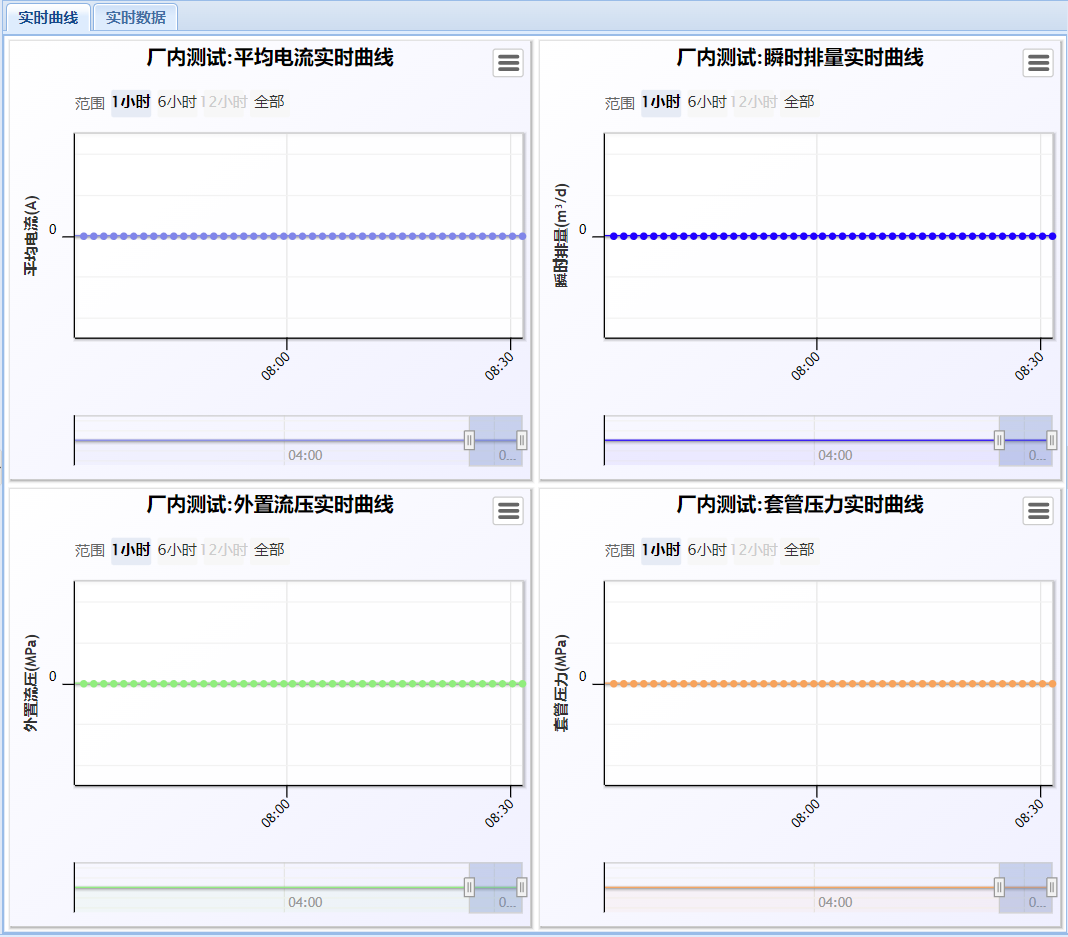 实时曲线 实时数据
厂内测试:平均电流实时曲线
范围 1小时 6小时 12小时 全部
平均电流(A)
0
08:00 08:30
04:00 0...
厂内测试:瞬时排量实时曲线
范围 1小时 6小时 12小时 全部
瞬时排量(m³/d)
0
08:00 08:30
04:00 0...
厂内测试:外置流压实时曲线
范围 1小时 6小时 12小时 全部
外置流压(MPa)
0
08:00 08:30
04:00 0...
厂内测试:套管压力实时曲线
范围 1小时 6小时 12小时 全部
套管压力(MPa)
0
08:00 08:30
04:00 0...